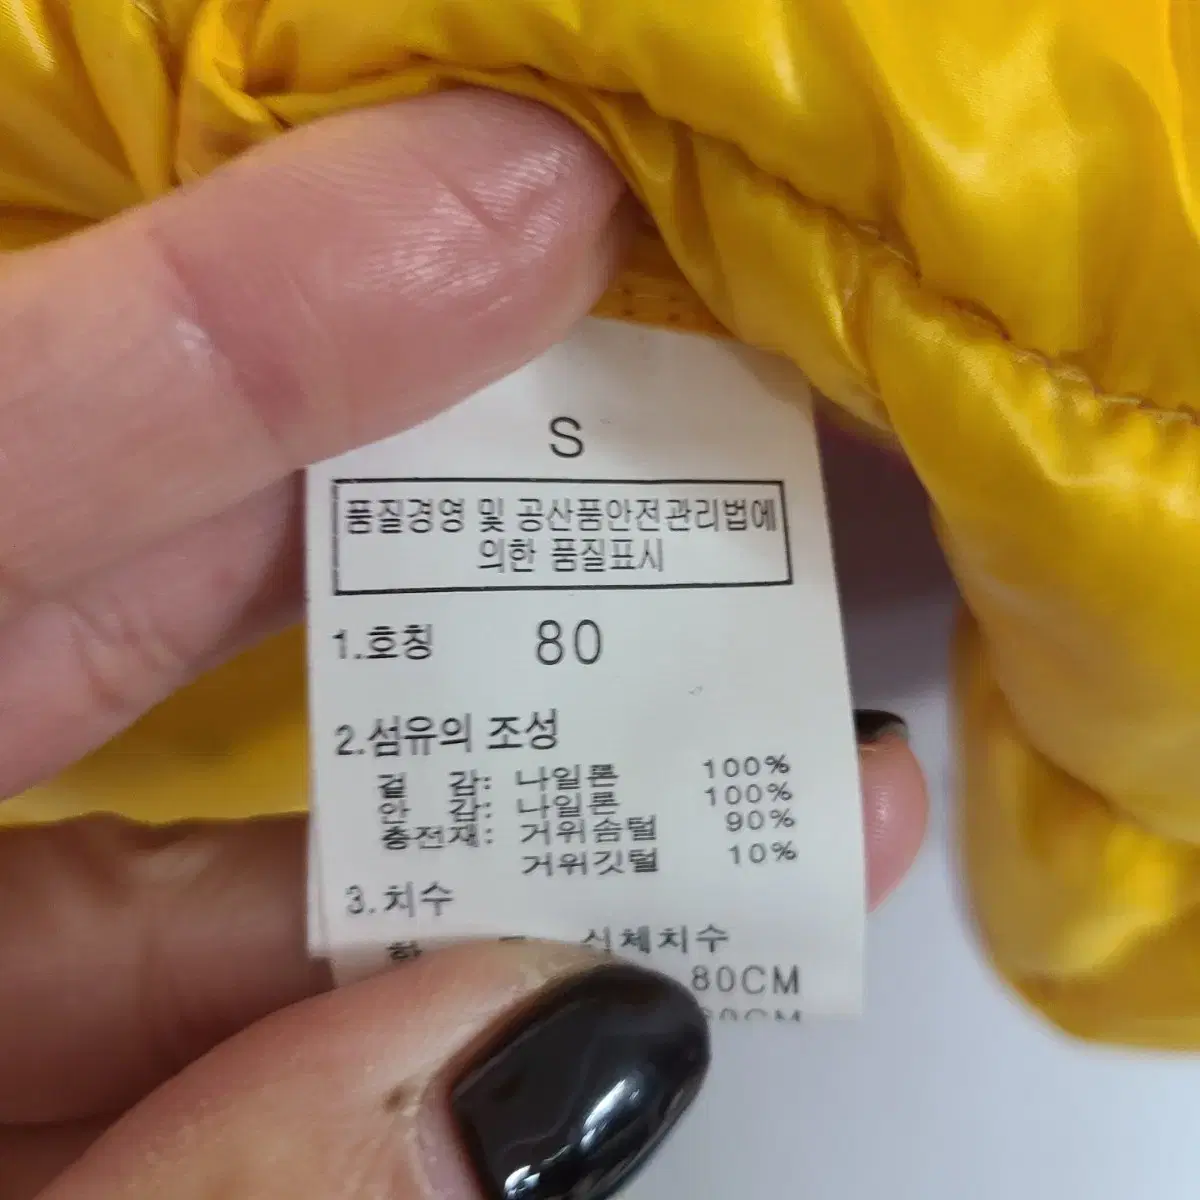 S
품질경영 및 공산품안전관리법에
의한 품질표시
1.호칭 80
2.섬유의 조성
겉 감: 나일론 100%
안 감: 나일론 100%
충전재: 거위솜털 90%
거위깃털 10%
3.치수
신체치수
80CM